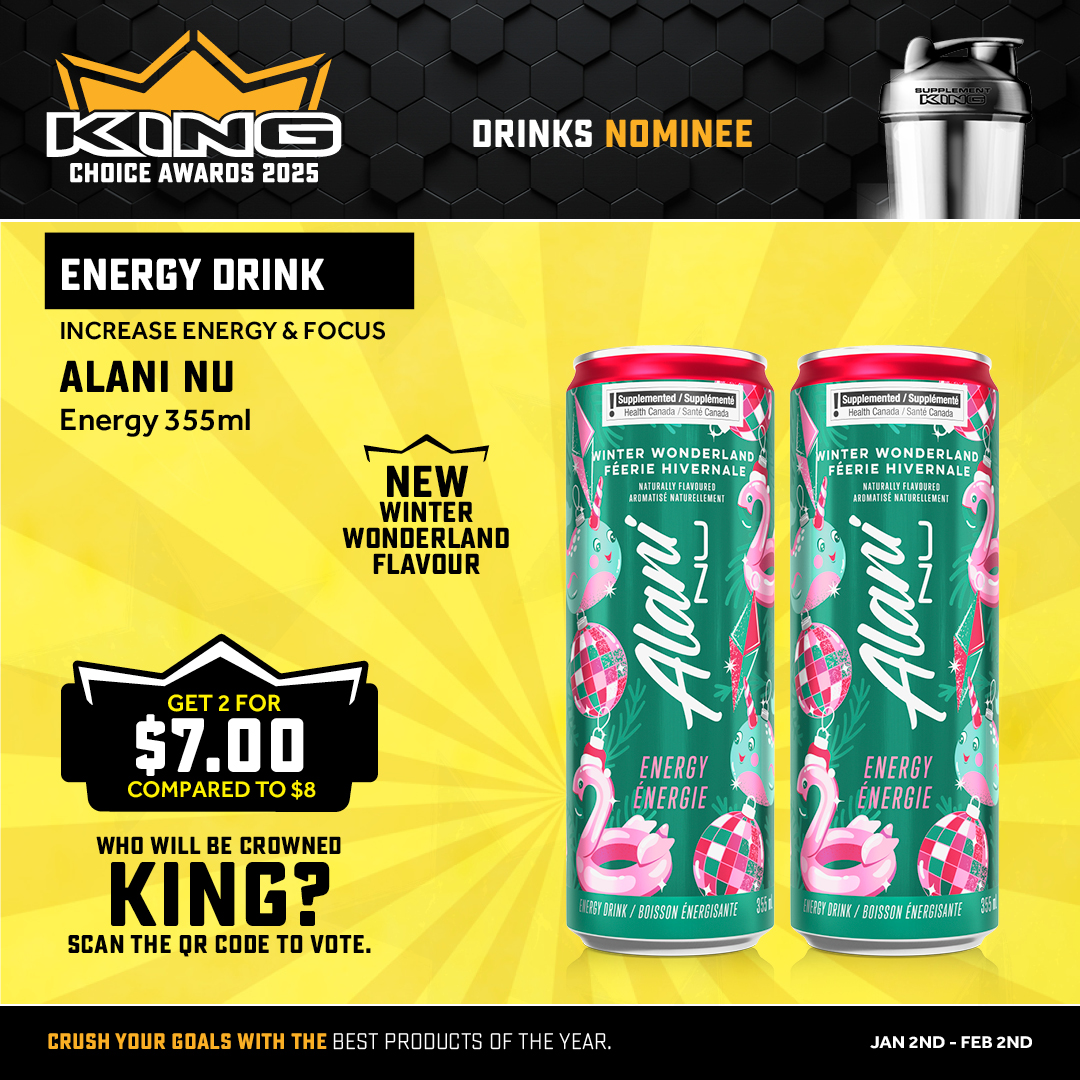 KING
CHOICE AWARDS 2025
DRINKS NOMINEE
SUPPLEMENT
KING
ENERGY DRINK
INCREASE ENERGY & FOCUS
ALANI NU
Energy 355ml
NEW
WINTER
WONDERLAND
FLAVOUR
GET 2 FOR
$7.00
COMPARED TO $8
WHO WILL BE CROWNED
KING?
SCAN THE QR CODE TO VOTE.
! Supplemented / Supplémenté
Health Canada / Santé Canada
WINTER WONDERLAND
FÉERIE HIVERNALE
NATURALLY FLAVOURED
AROMATISÉ NATURELLEMENT
Alani NU
ENERGY
ÉNERGIE
ENERGY DRINK / BOISSON ÉNERGISANTE 355 ml
! Supplemented / Supplémenté
Health Canada / Santé Canada
WINTER WONDERLAND
FÉERIE HIVERNALE
NATURALLY FLAVOURED
AROMATISÉ NATURELLEMENT
Alani NU
ENERGY
ÉNERGIE
ENERGY DRINK / BOISSON ÉNERGISANTE 355 ml
CRUSH YOUR GOALS WITH THE BEST PRODUCTS OF THE YEAR.
JAN 2ND - FEB 2ND